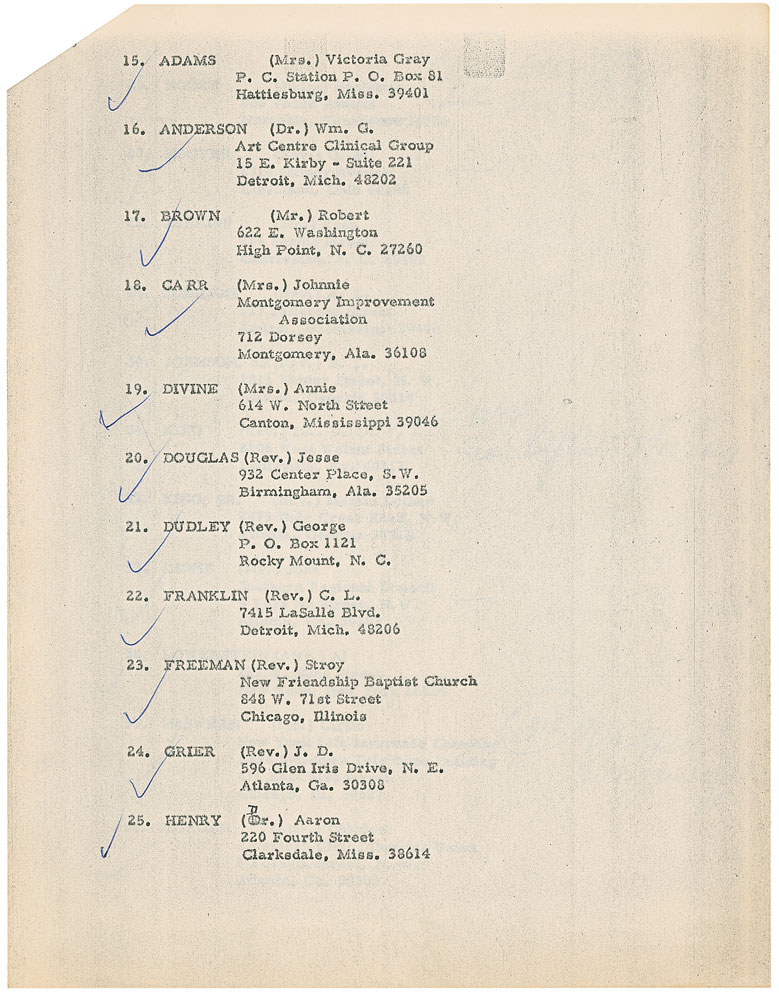 15. ADAMS (Mrs.) Victoria Gray
P. C. Station P. O. Box 81
Hattiesburg, Miss. 39401
16. ANDERSON (Dr.) Wm. G.
Art Centre Clinical Group
15 E. Kirby - Suite 221
Detroit, Mich. 48202
17. BROWN (Mr.) Robert
622 E. Washington
High Point, N. C. 27260
18. CARR (Mrs.) Johnnie
Montgomery Improvement
Association
712 Dorsey
Montgomery, Ala. 36108
19. DIVINE (Mrs.) Annie
614 W. North Street
Canton, Mississippi 39046
20. DOUGLAS (Rev.) Jesse
932 Center Place, S.W.
Birmingham, Ala. 35205
21. DUDLEY (Rev.) George
P. O. Box 1121
Rocky Mount, N. C.
22. FRANKLIN (Rev.) C. L.
7415 LaSalle Blvd.
Detroit, Mich. 48206
23. FREEMAN (Rev.) Stroy
New Friendship Baptist Church
848 W. 71st Street
Chicago, Illinois
24. GRIER (Rev.) J. D.
596 Glen Iris Drive, N. E.
Atlanta, Ga. 30308
25. HENRY (Dr.) Aaron
220 Fourth Street
Clarksdale, Miss. 38614